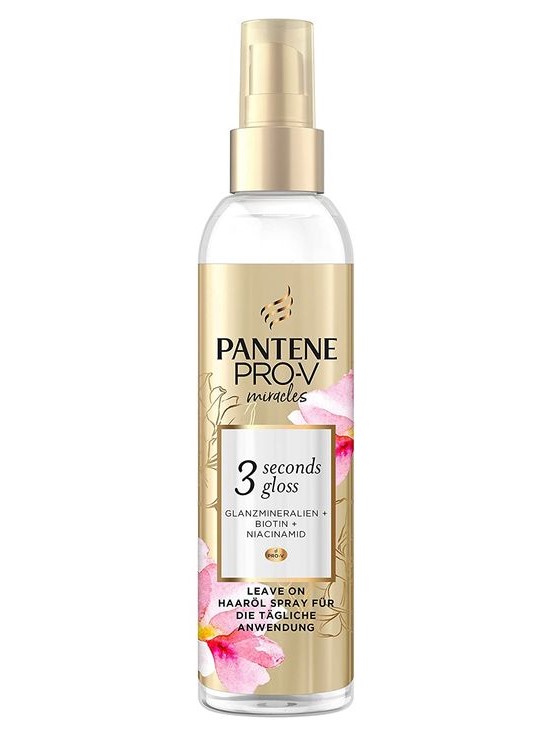 PANTENE
PRO-V
miracles
3 seconds
gloss
GLANZMINERALIEN +
BIOTIN +
NIACINAMID
PRO-V
LEAVE ON
HAARÖL SPRAY FÜR
DIE TÄGLICHE
ANWENDUNG